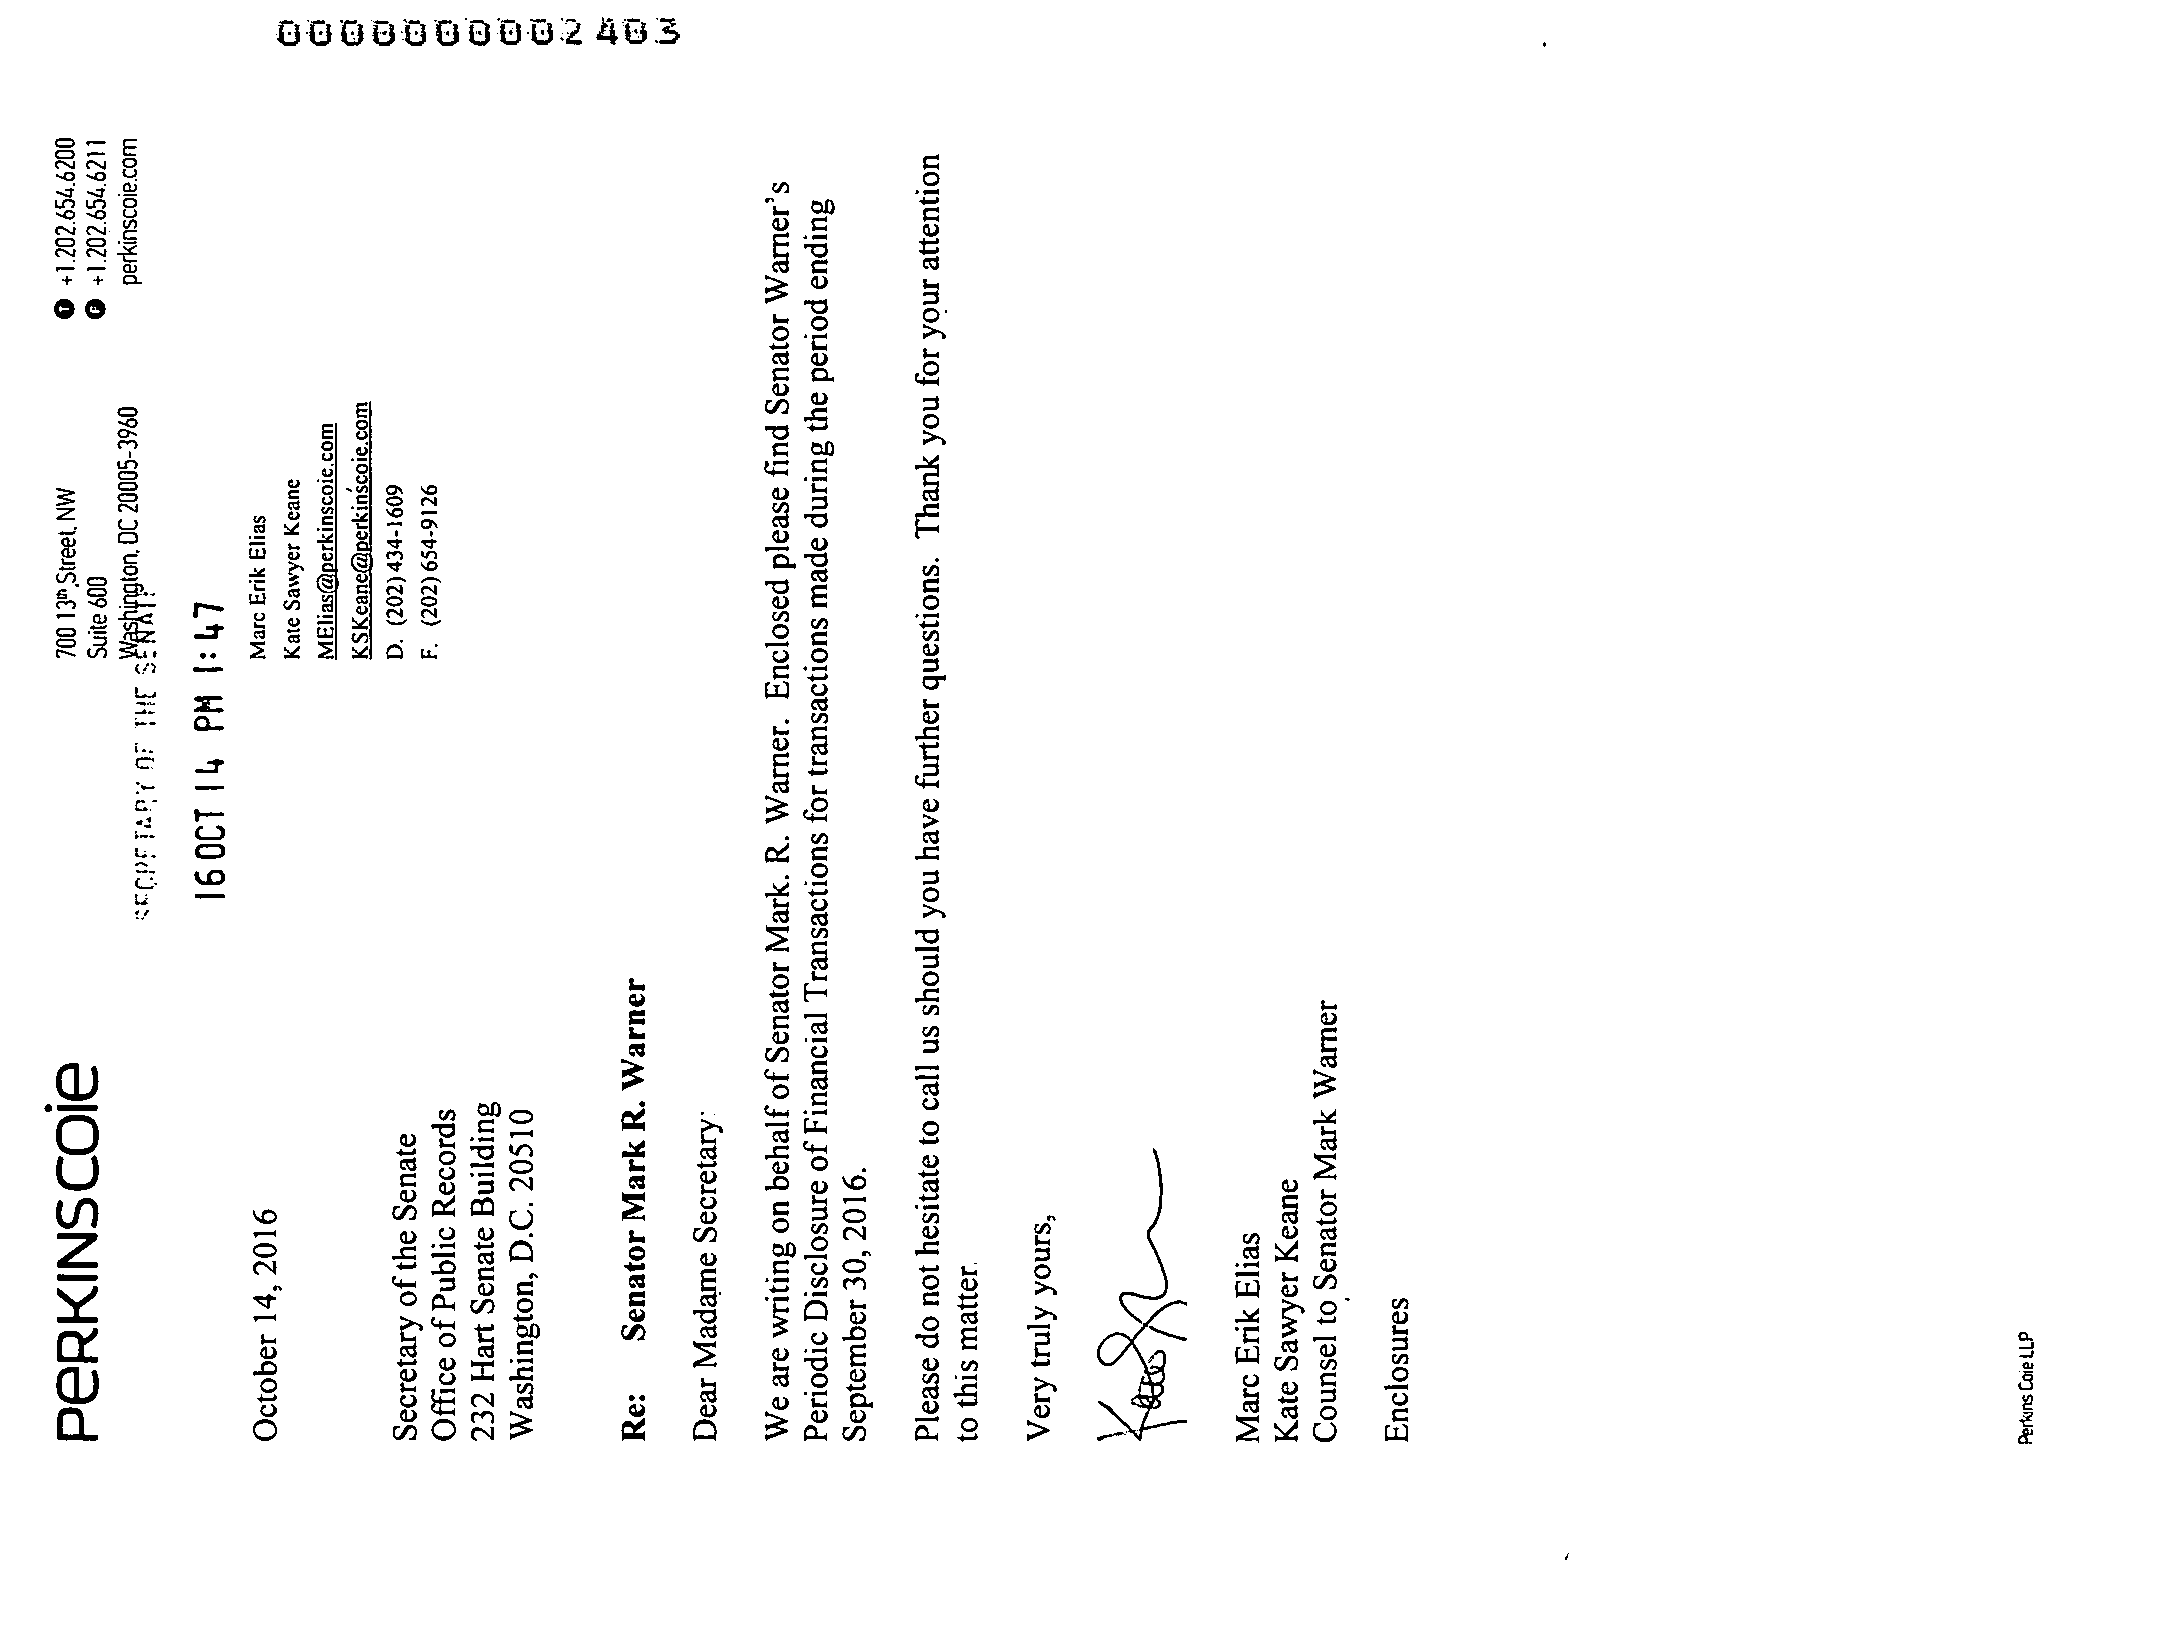 0000000002403
PERKINSCOIE
700 13th Street, NW
Suite 600
Washington, DC 20005-3960
+1.202.654.6200
+1.202.654.6211
perkinscoie.com
SECRETARY OF THE SENATE
16 OCT 14 PM 1:47
October 14, 2016
Marc Erik Elias
Kate Sawyer Keane
MElias@perkinscoie.com
KSKeane@perkinscoie.com
D. (202) 434-1609
F. (202) 654-9126
Secretary of the Senate
Office of Public Records
232 Hart Senate Building
Washington, D.C. 20510
Re: Senator Mark R. Warner
Dear Madame Secretary:
We are writing on behalf of Senator Mark. R. Warner. Enclosed please find Senator Warner's
Periodic Disclosure of Financial Transactions for transactions made during the period ending
September 30, 2016.
Please do not hesitate to call us should you have further questions. Thank you for your attention
to this matter.
Very truly yours,
Marc Erik Elias
Kate Sawyer Keane
Counsel to Senator Mark Warner
Enclosures
Perkins Coie LLP